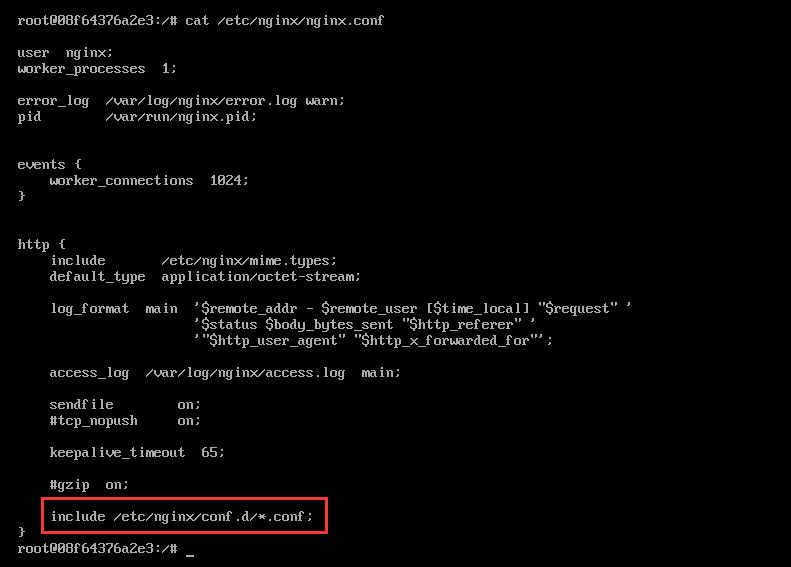 root@08f64376a2e3:/# cat /etc/nginx/nginx.conf
user  nginx;
worker_processes  1;
error_log  /var/log/nginx/error.log warn;
pid        /var/run/nginx.pid;
events {
    worker_connections  1024;
}
http {
    include       /etc/nginx/mime.types;
    default_type  application/octet-stream;
    log_format  main  '$remote_addr - $remote_user [$time_local] "$request" '
                      '$status $body_bytes_sent "$http_referer" '
                      '"$http_user_agent" "$http_x_forwarded_for"';
    access_log  /var/log/nginx/access.log  main;
    sendfile        on;
    #tcp_nopush     on;
    keepalive_timeout  65;
    #gzip  on;
    include /etc/nginx/conf.d/*.conf;
}
root@08f64376a2e3:/# _